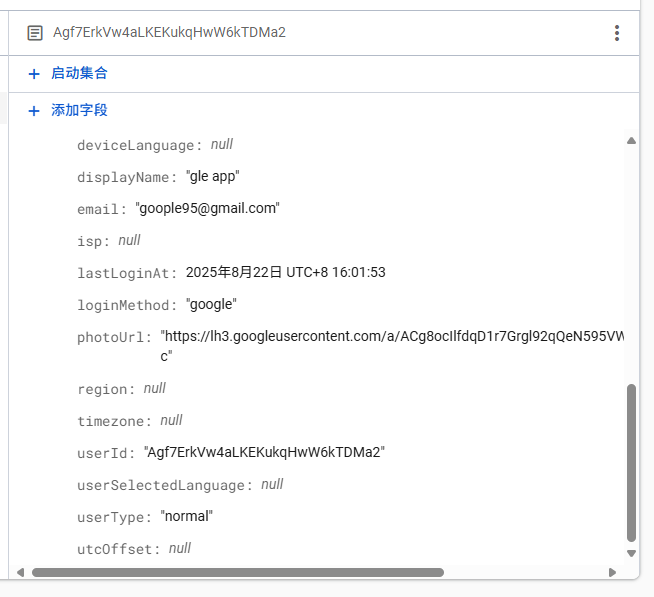 Agf7ErkVw4aLKEKukqHwW6kTDMa2
+ 启动集合
+ 添加字段
deviceLanguage: null
displayName: "gle app"
email: "goople95@gmail.com"
isp: null
lastLoginAt: 2025年8月22日 UTC+8 16:01:53
loginMethod: "google"
photoUrl: "https://lh3.googleusercontent.com/a/ACg8ocIlfdqD1r7Grgl92qQeN595VW
c"
region: null
timezone: null
userId: "Agf7ErkVw4aLKEKukqHwW6kTDMa2"
userSelectedLanguage: null
userType: "normal"
utcOffset: null